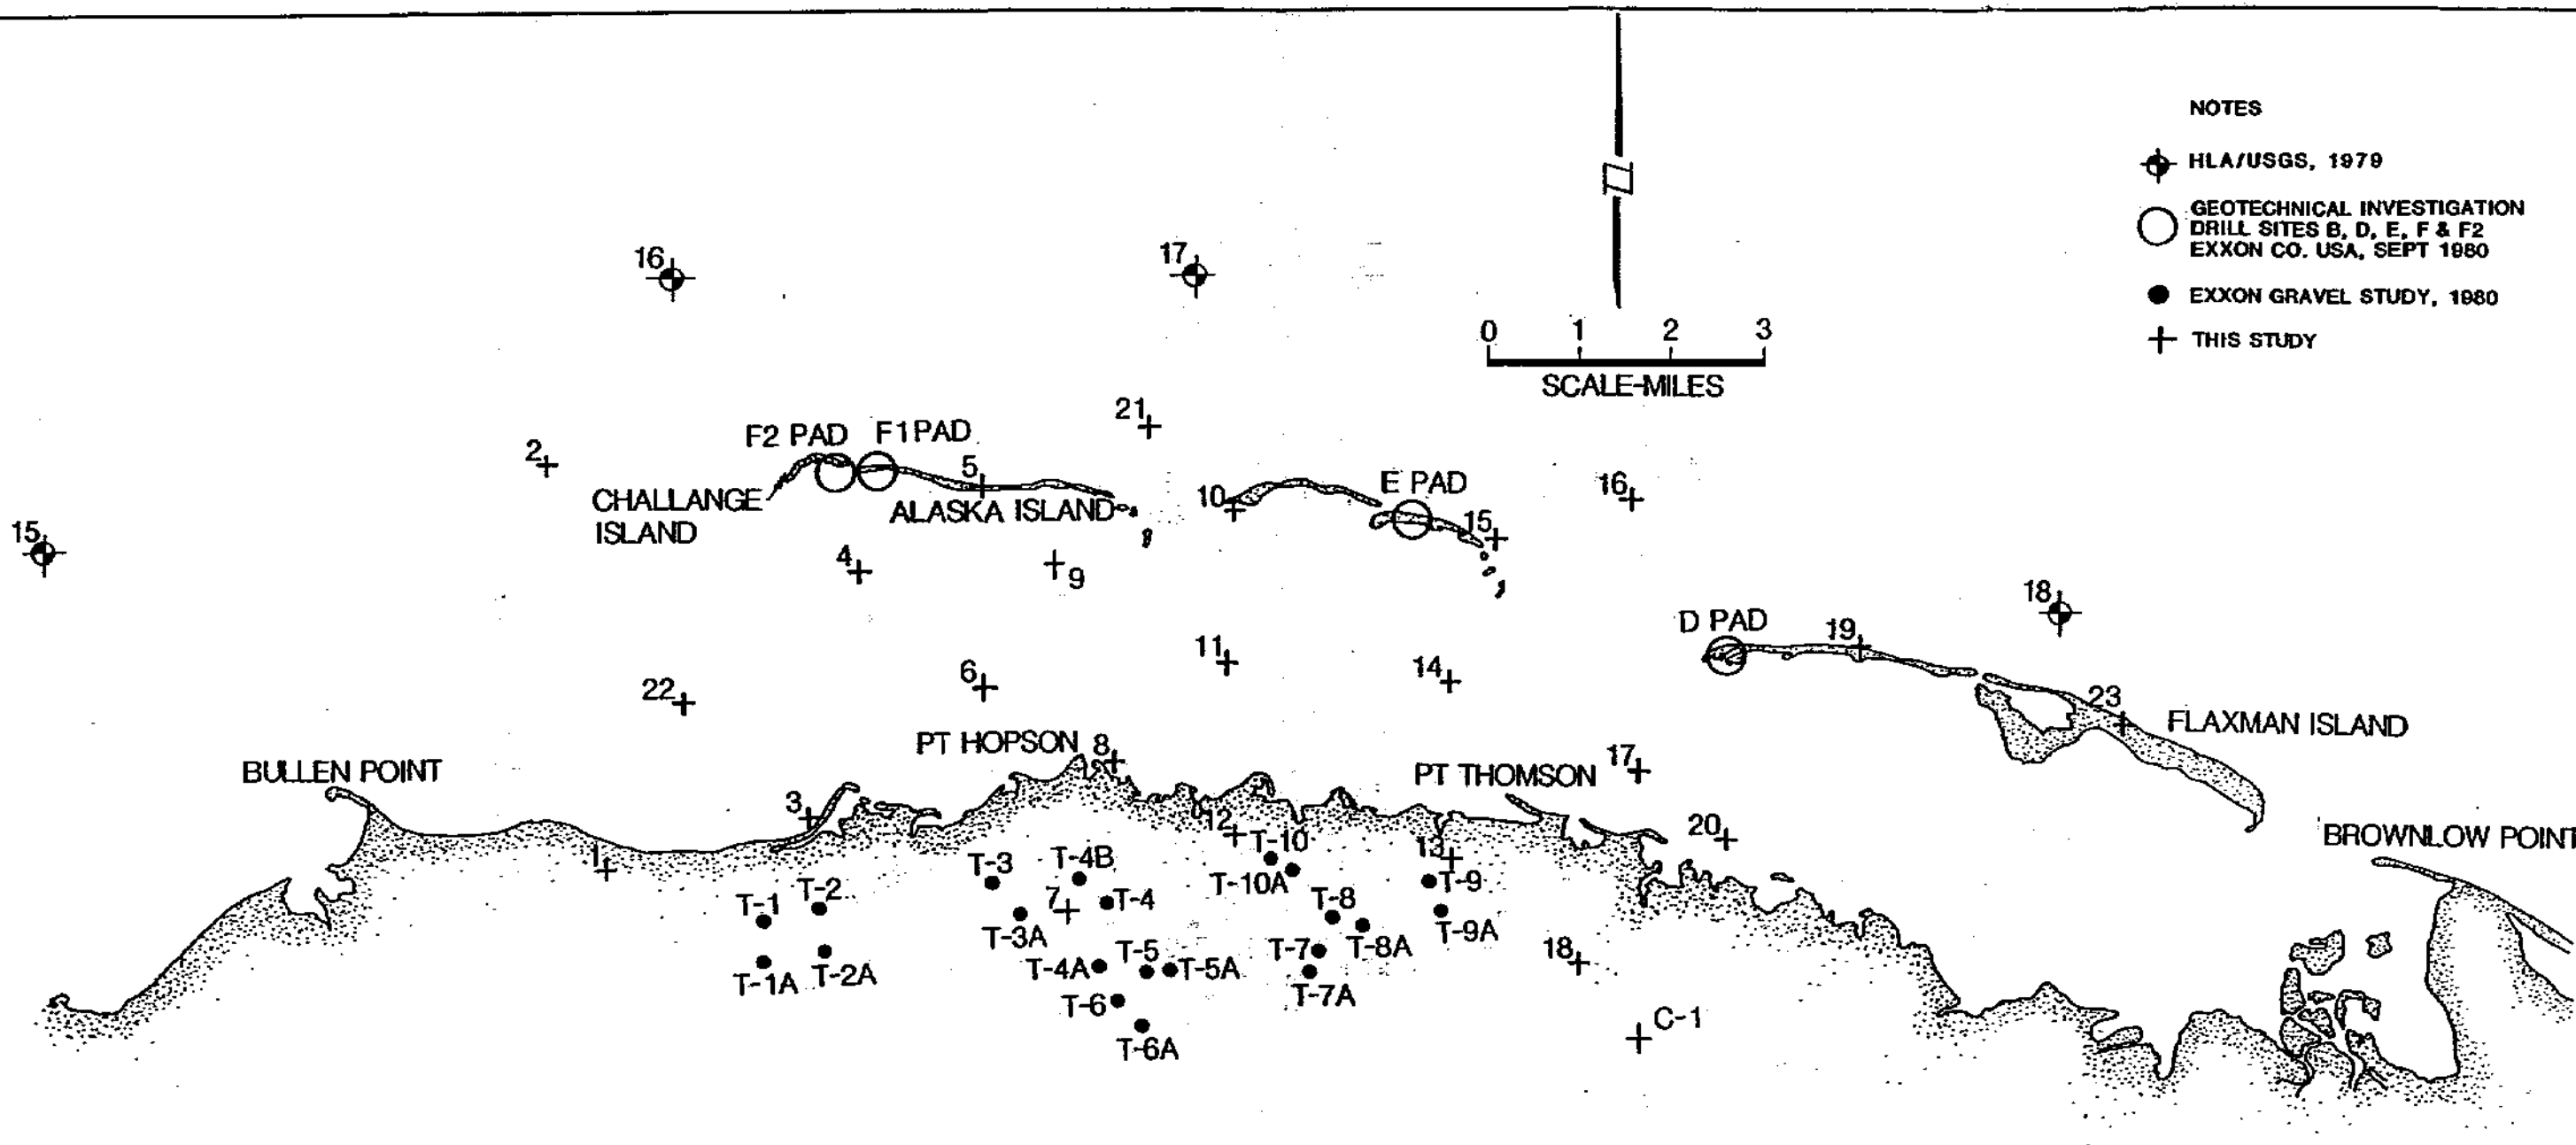 NOTES
HLA/USGS, 1979
GEOTECHNICAL INVESTIGATION
DRILL SITES B, D, E, F & F2
EXXON CO. USA, SEPT 1980
EXXON GRAVEL STUDY, 1980
THIS STUDY
16
17
0 1 2 3
SCALE-MILES
21
F2 PAD
F1 PAD
2
5
CHALLANGE
ISLAND
ALASKA ISLAND
10
E PAD
15
16
15
4
9
18
D PAD
19
11
14
6
22
23
FLAXMAN ISLAND
PT HOPSON
8
BULLEN POINT
PT THOMSON
17
3
12
20
BROWNLOW POINT
1
T-10
13
T-3
T-4B
T-10A
T-9
T-1
T-2
7
T-4
T-8
T-3A
T-9A
T-5
T-7
T-8A
18
T-4A
T-5A
T-1A
T-2A
T-7A
T-6
C-1
T-6A